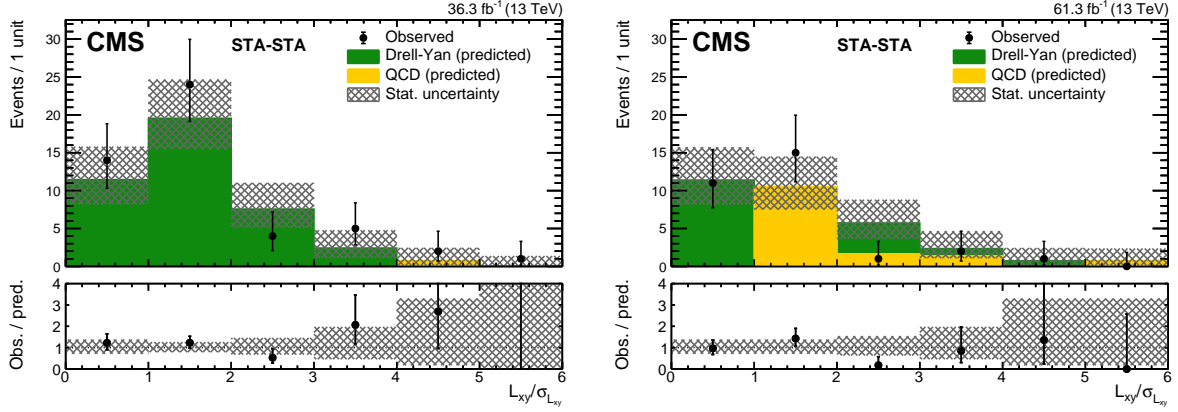 36.3 fb⁻¹ (13 TeV)
CMS
STA-STA
Observed
Drell-Yan (predicted)
QCD (predicted)
Stat. uncertainty
Events / 1 unit
30
25
20
15
10
5
0
Obs. / pred.
4
3
2
1
0
0 1 2 3 4 5 6
L_xy/σ_L_xy
61.3 fb⁻¹ (13 TeV)
CMS
STA-STA
Observed
Drell-Yan (predicted)
QCD (predicted)
Stat. uncertainty
Events / 1 unit
30
25
20
15
10
5
0
Obs. / pred.
4
3
2
1
0
0 1 2 3 4 5 6
L_xy/σ_L_xy